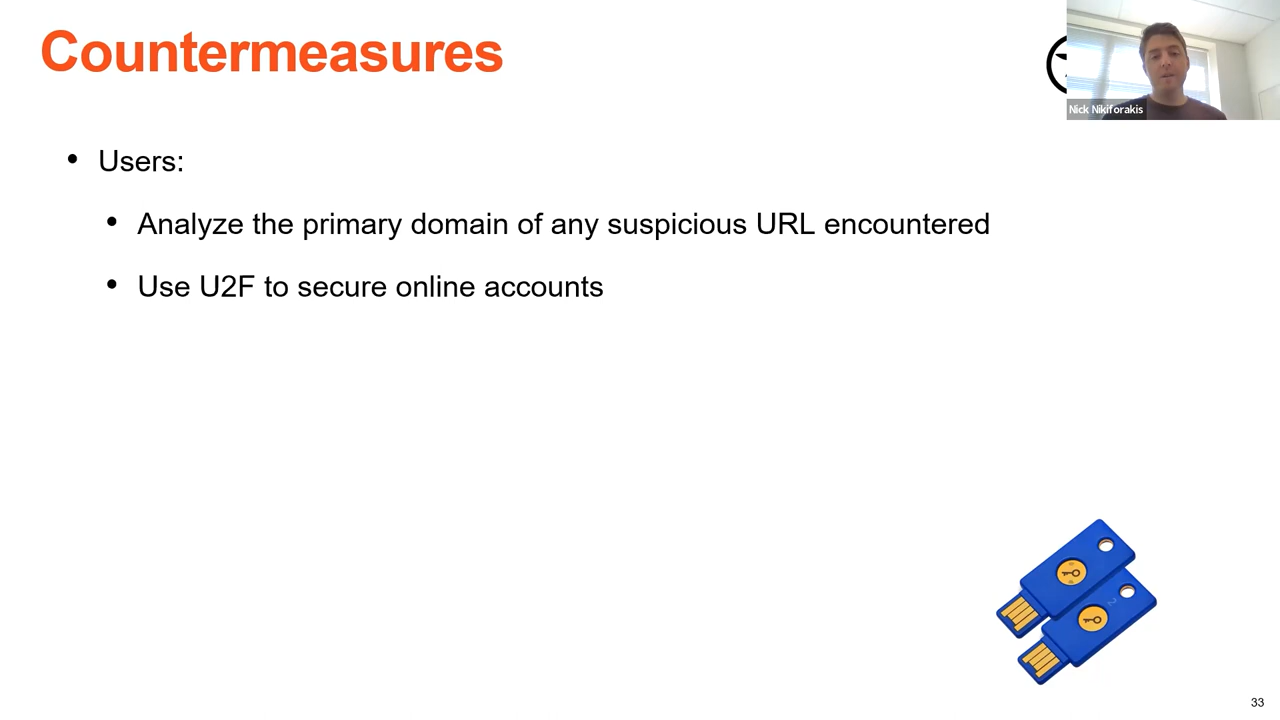 Countermeasures
Nick Nikiforakis
• Users:
• Analyze the primary domain of any suspicious URL encountered
• Use U2F to secure online accounts
33